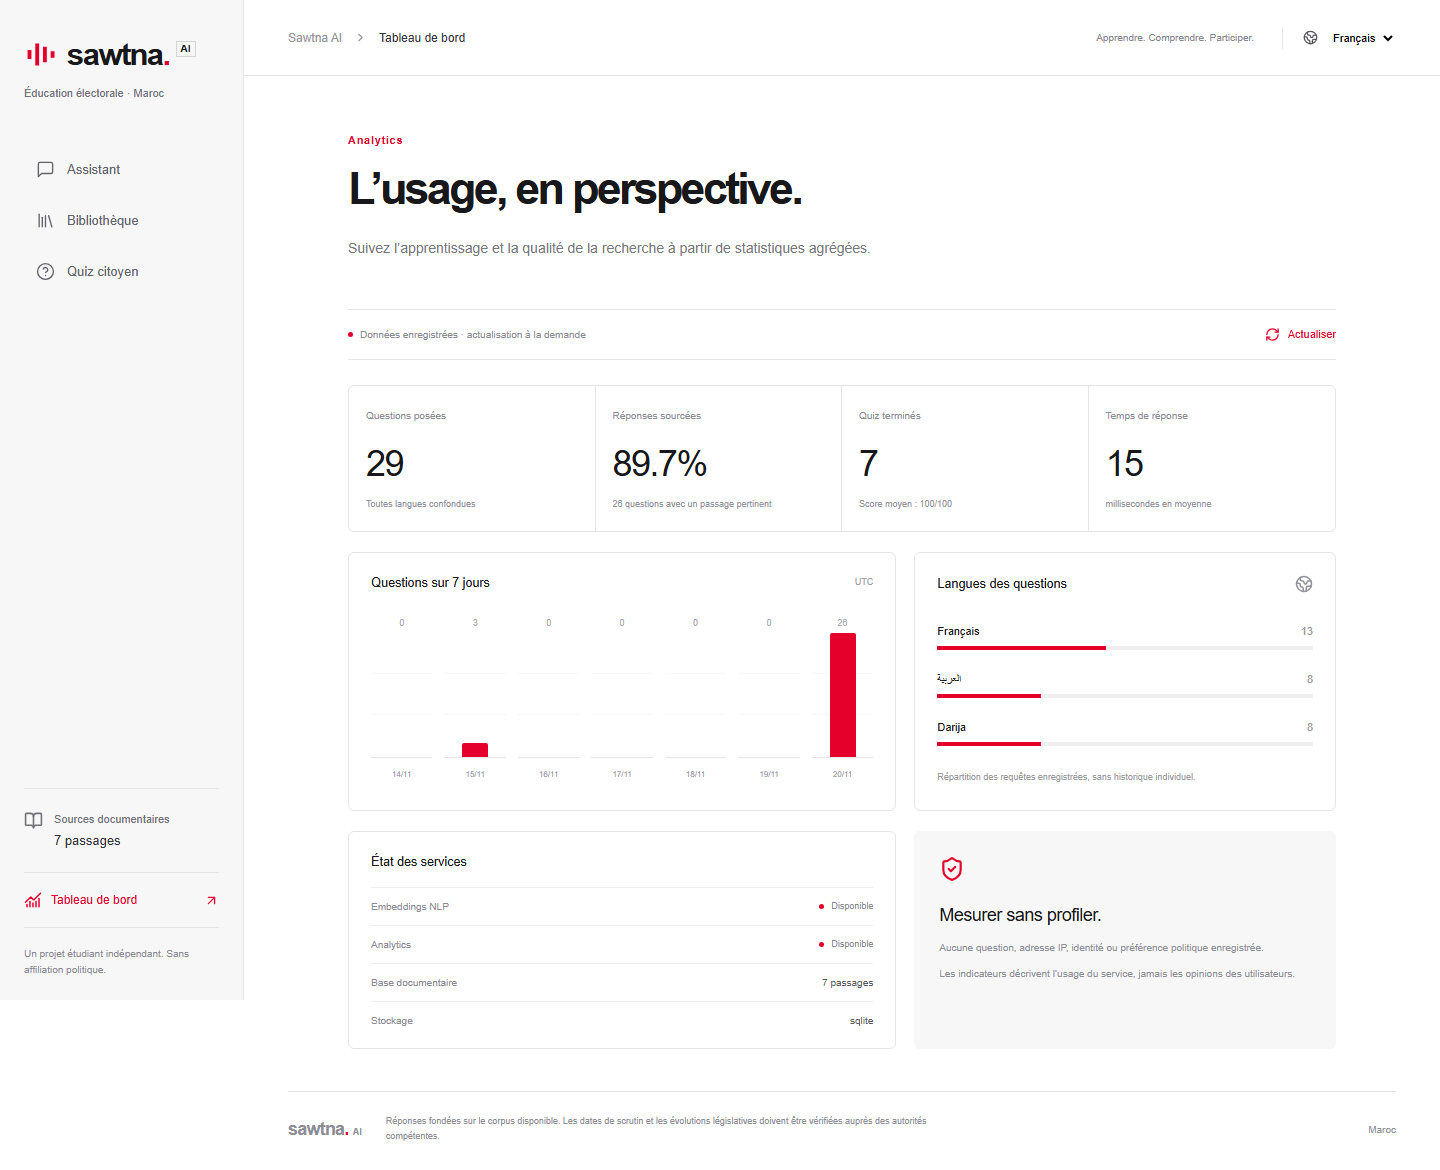 sawtna. AI
Éducation électorale · Maroc
Assistant
Bibliothèque
Quiz citoyen
Sources documentaires
7 passages
Tableau de bord
Un projet étudiant indépendant. Sans
affiliation politique.
Sawtna AI > Tableau de bord
Apprendre. Comprendre. Participer.
Français
Analytics
L’usage, en perspective.
Suivez l’apprentissage et la qualité de la recherche à partir de statistiques agrégées.
Données enregistrées · actualisation à la demande
Actualiser
Questions posées
29
Toutes langues confondues
Réponses sourcées
89.7%
26 questions avec un passage pertinent
Quiz terminés
7
Score moyen : 100/100
Temps de réponse
15
millisecondes en moyenne
Questions sur 7 jours
UTC
0 3 0 0 0 0 26
14/11 15/11 16/11 17/11 18/11 19/11 20/11
Langues des questions
Français 13
العربية 8
Darija 8
Répartition des requêtes enregistrées, sans historique individuel.
État des services
Embeddings NLP Disponible
Analytics Disponible
Base documentaire 7 passages
Stockage sqlite
Mesurer sans profiler.
Aucune question, adresse IP, identité ou préférence politique enregistrée.
Les indicateurs décrivent l’usage du service, jamais les opinions des utilisateurs.
sawtna. AI
Réponses fondées sur le corpus disponible. Les dates de scrutin et les évolutions législatives doivent être vérifiées auprès des autorités
compétentes.
Maroc